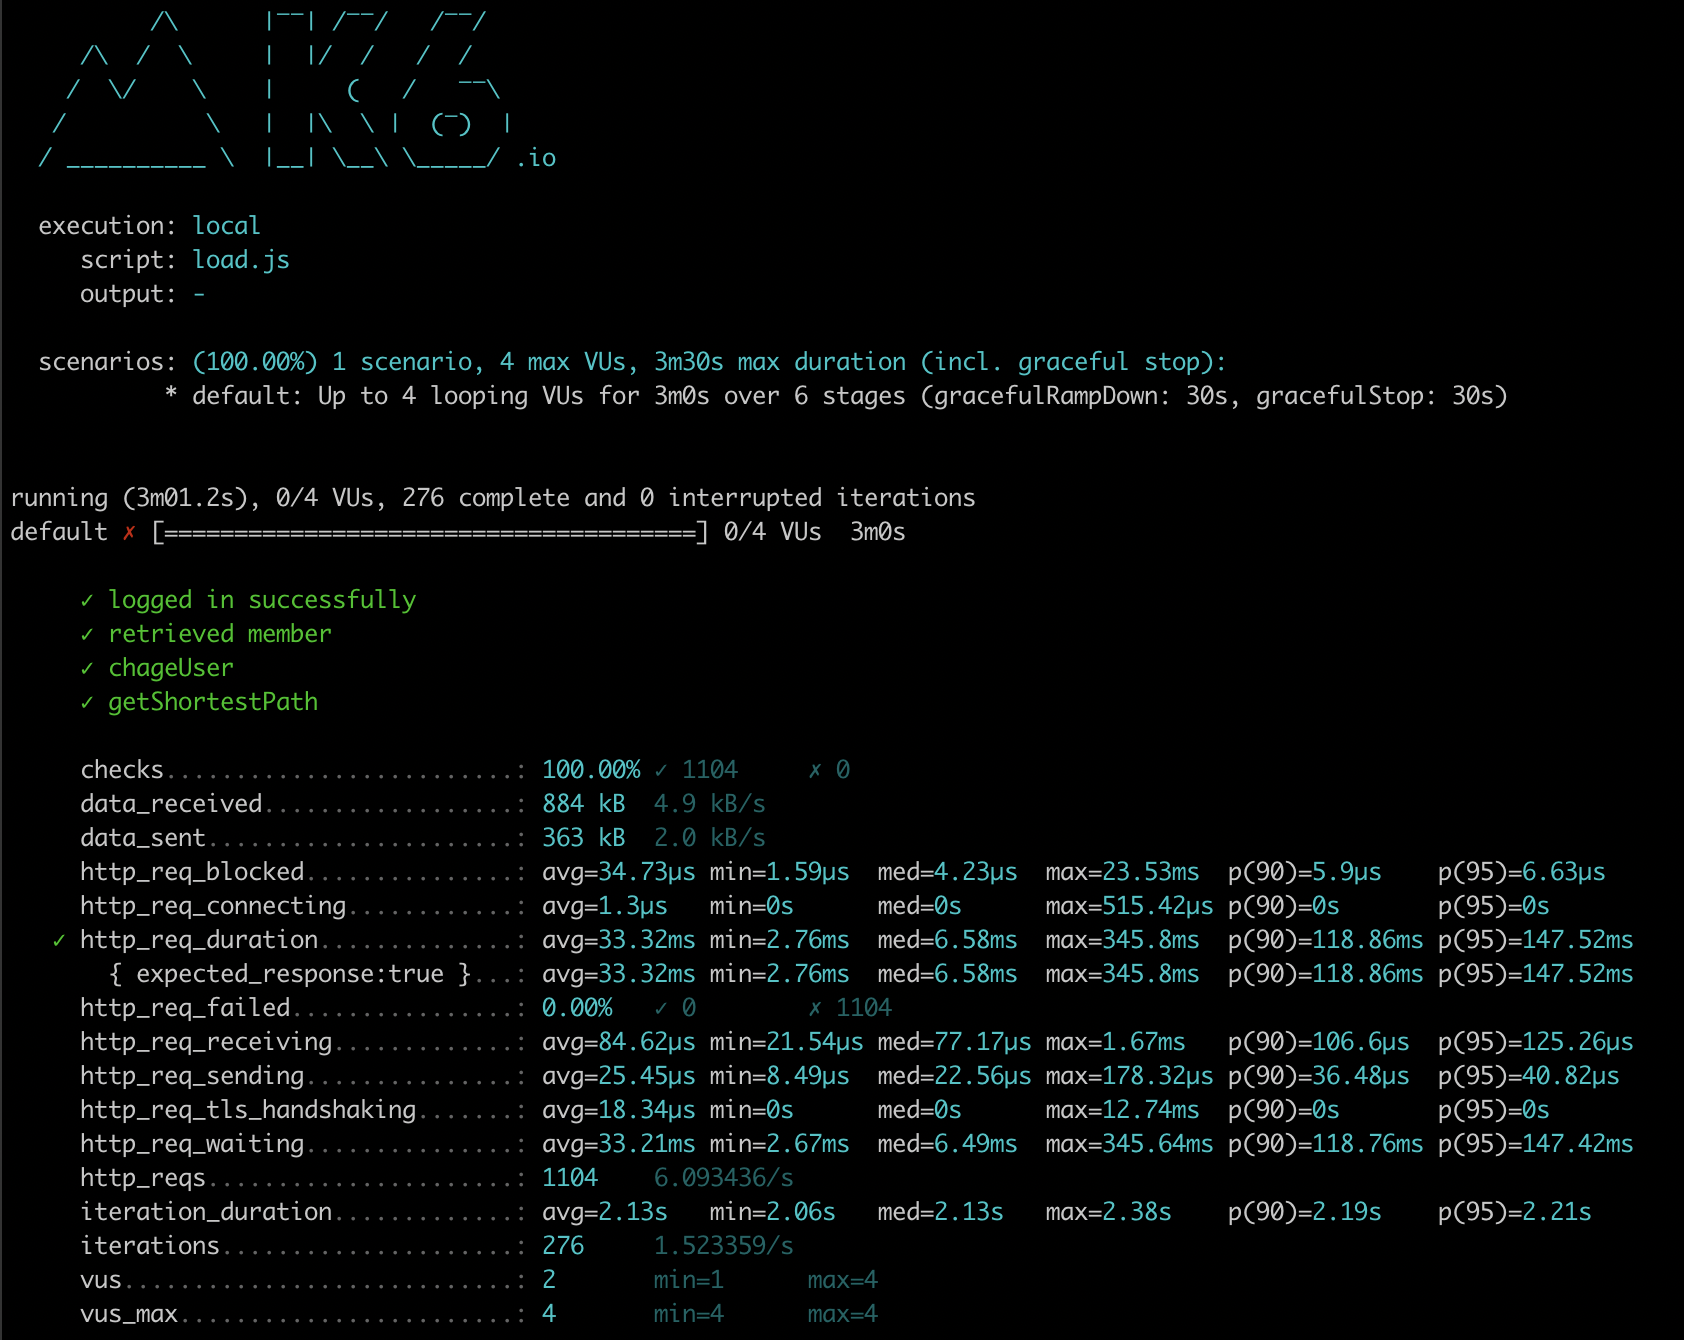 /\      |‾‾| /‾‾/   /‾‾/
/\  /  \     |  |/  /   /  /
/  \/    \    |     (   /   ‾‾\
/          \   |  |\  \ |  (‾)  |
/ __________ \  |__| \__\ \_____/ .io
execution: local
script: load.js
output: -
scenarios: (100.00%) 1 scenario, 4 max VUs, 3m30s max duration (incl. graceful stop):
* default: Up to 4 looping VUs for 3m0s over 6 stages (gracefulRampDown: 30s, gracefulStop: 30s)
running (3m01.2s), 0/4 VUs, 276 complete and 0 interrupted iterations
default ✗ [======================================] 0/4 VUs  3m0s
✓ logged in successfully
✓ retrieved member
✓ chageUser
✓ getShortestPath
checks.........................: 100.00% ✓ 1104     ✗ 0
data_received..................: 884 kB  4.9 kB/s
data_sent......................: 363 kB  2.0 kB/s
http_req_blocked...............: avg=34.73µs min=1.59µs  med=4.23µs  max=23.53ms  p(90)=5.9µs    p(95)=6.63µs
http_req_connecting............: avg=1.3µs   min=0s      med=0s      max=515.42µs p(90)=0s       p(95)=0s
✓ http_req_duration..............: avg=33.32ms min=2.76ms  med=6.58ms  max=345.8ms  p(90)=118.86ms p(95)=147.52ms
{ expected_response:true }...: avg=33.32ms min=2.76ms  med=6.58ms  max=345.8ms  p(90)=118.86ms p(95)=147.52ms
http_req_failed................: 0.00%   ✓ 0        ✗ 1104
http_req_receiving.............: avg=84.62µs min=21.54µs med=77.17µs max=1.67ms   p(90)=106.6µs  p(95)=125.26µs
http_req_sending...............: avg=25.45µs min=8.49µs  med=22.56µs max=178.32µs p(90)=36.48µs  p(95)=40.82µs
http_req_tls_handshaking.......: avg=18.34µs min=0s      med=0s      max=12.74ms  p(90)=0s       p(95)=0s
http_req_waiting...............: avg=33.21ms min=2.67ms  med=6.49ms  max=345.64ms p(90)=118.76ms p(95)=147.42ms
http_reqs......................: 1104    6.093436/s
iteration_duration.............: avg=2.13s   min=2.06s   med=2.13s   max=2.38s    p(90)=2.19s    p(95)=2.21s
iterations.....................: 276     1.523359/s
vus............................: 2       min=1      max=4
vus_max........................: 4       min=4      max=4